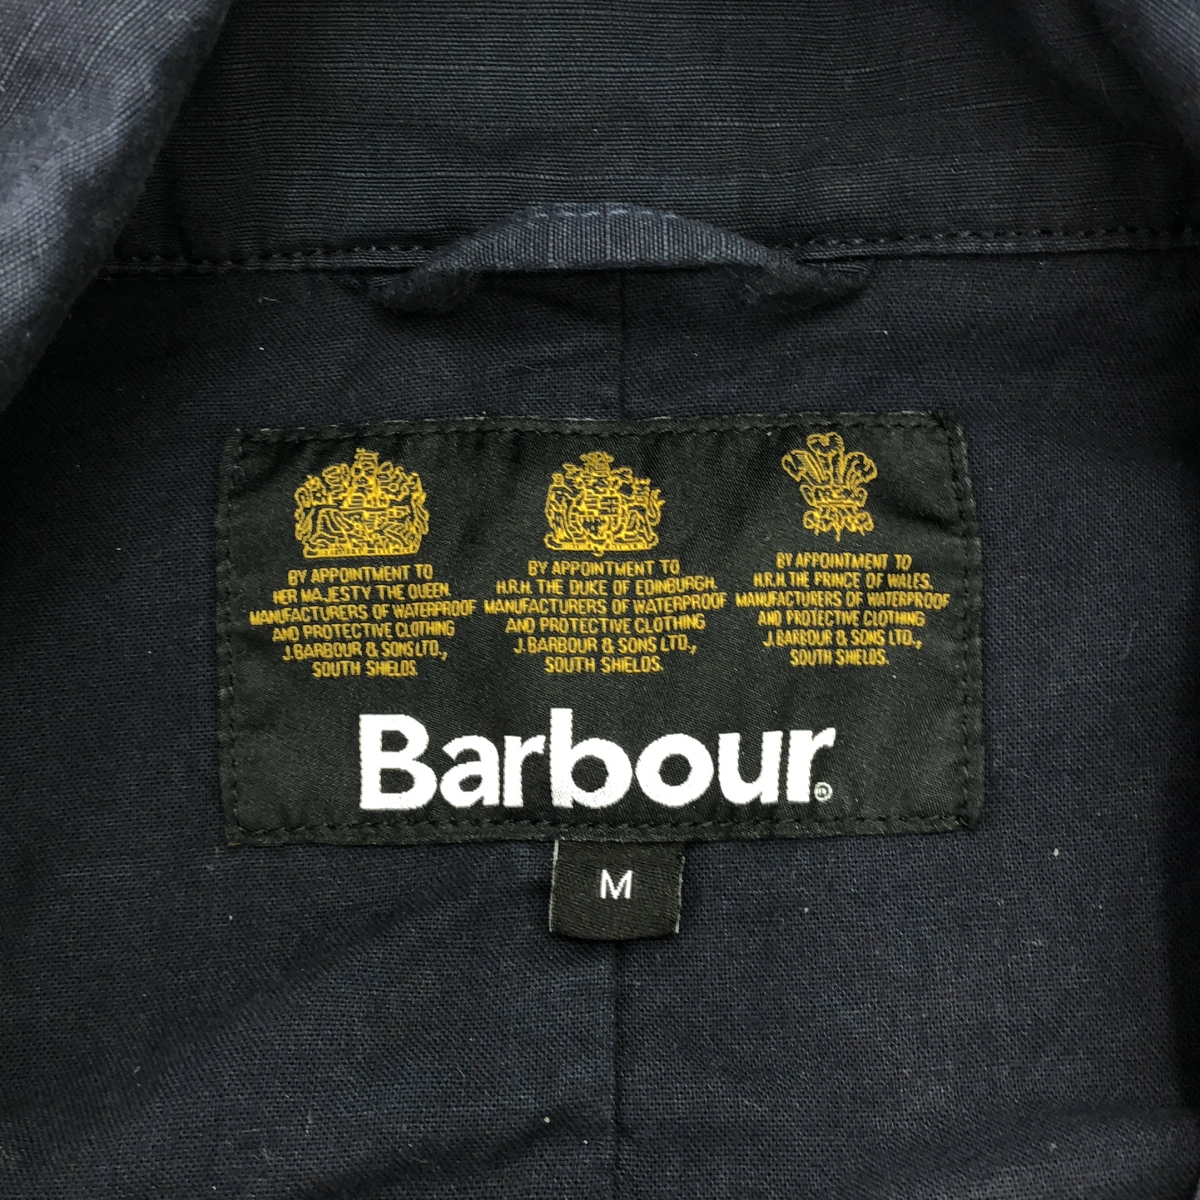 BY APPOINTMENT TO
HER MAJESTY THE QUEEN
MANUFACTURERS OF WATERPROOF
AND PROTECTIVE CLOTHING
J. BARBOUR & SONS LTD.,
SOUTH SHIELDS.
BY APPOINTMENT TO
H.R.H. THE DUKE OF EDINBURGH.
MANUFACTURERS OF WATERPROOF
AND PROTECTIVE CLOTHING
J. BARBOUR & SONS LTD.,
SOUTH SHIELDS.
BY APPOINTMENT TO
H.R.H. THE PRINCE OF WALES.
MANUFACTURERS OF WATERPROOF
AND PROTECTIVE CLOTHING
J. BARBOUR & SONS LTD.,
SOUTH SHIELDS.
Barbour®
M